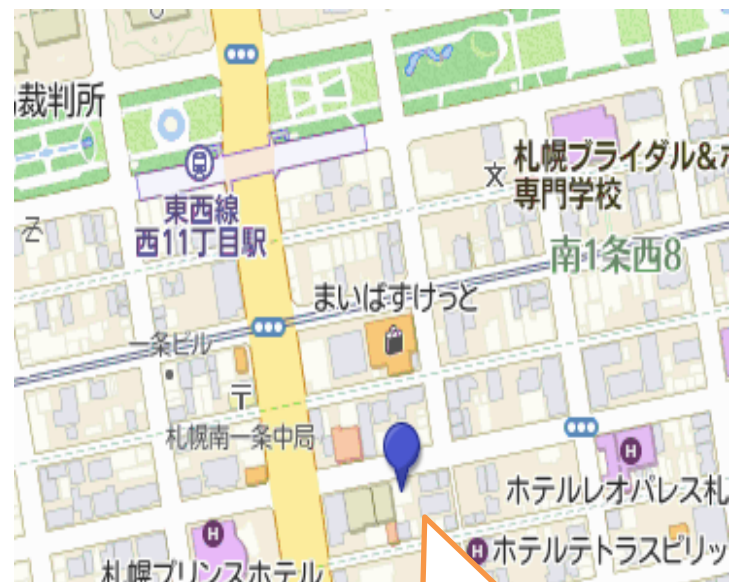 裁判所
東西線
西11丁目駅
文
札幌ブライダル&ホ
専門学校
南1条西8
まいばすけっと
一条ビル
〒
札幌南一条中局
H
ホテルレオパレス札
H
ホテルテトラスピリッ
H
札幌プリンスホテル